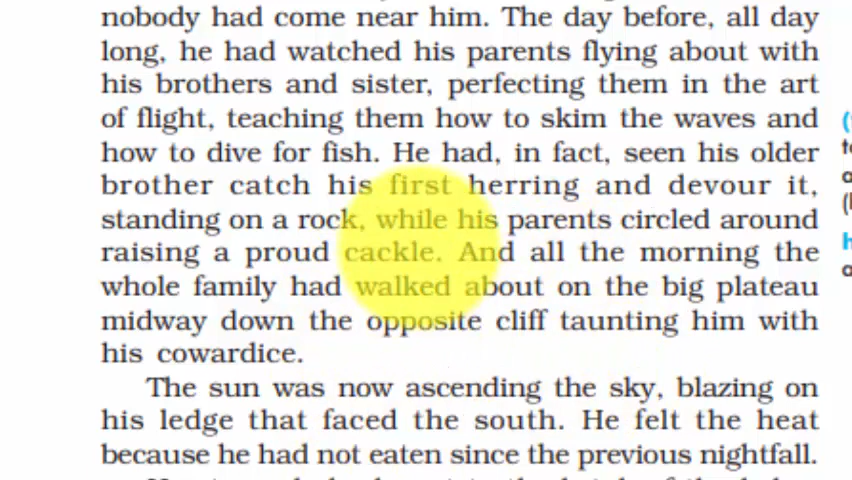 nobody had come near him. The day before, all day
long, he had watched his parents flying about with
his brothers and sister, perfecting them in the art
of flight, teaching them how to skim the waves and
how to dive for fish. He had, in fact, seen his older
brother catch his first herring and devour it,
standing on a rock, while his parents circled around
raising a proud cackle. And all the morning the
whole family had walked about on the big plateau
midway down the opposite cliff taunting him with
his cowardice.
The sun was now ascending the sky, blazing on
his ledge that faced the south. He felt the heat
because he had not eaten since the previous nightfall.